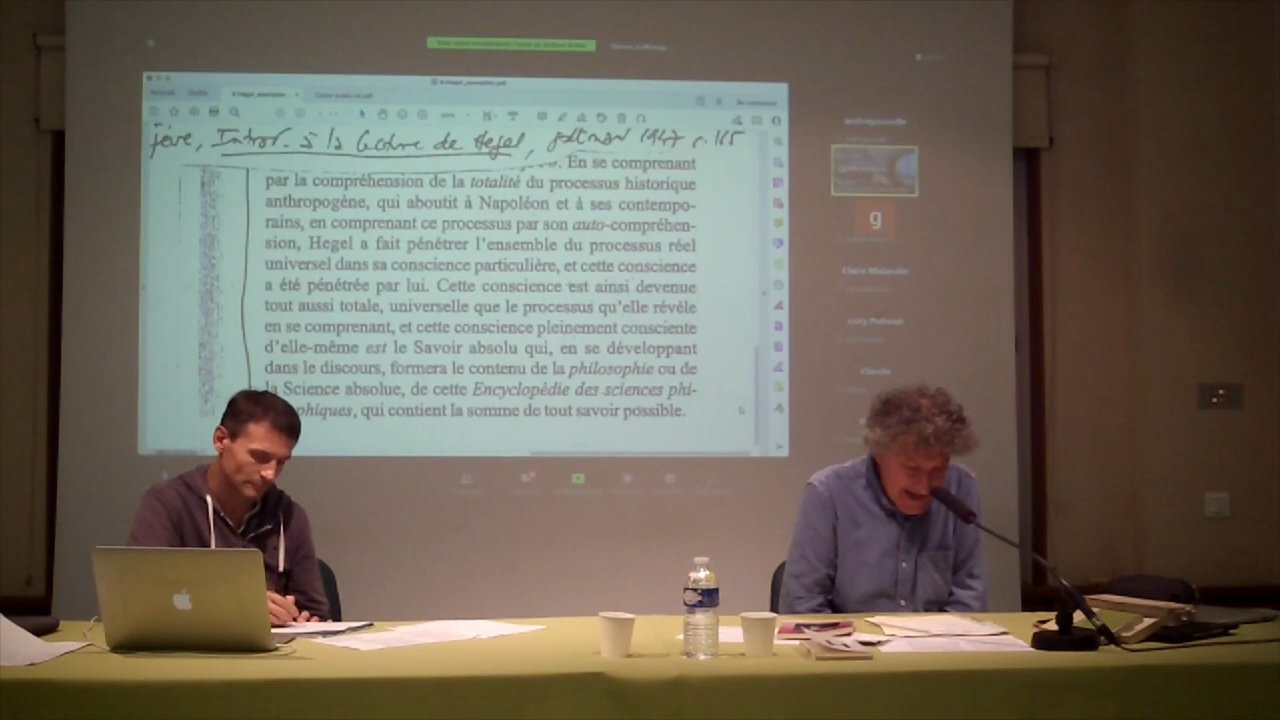 K-Hegel_exemplifix.pdf
jève, Introd. à la lecture de Hegel, Gallimard 1947 p. 165
. En se comprenant
par la compréhension de la totalité du processus historique
anthropogène, qui aboutit à Napoléon et à ses contempo-
rains, en comprenant ce processus par son auto-compréhen-
sion, Hegel a fait pénétrer l'ensemble du processus réel
universel dans sa conscience particulière, et cette conscience
a été pénétrée par lui. Cette conscience est ainsi devenue
tout aussi totale, universelle que le processus qu'elle révèle
en se comprenant, et cette conscience pleinement consciente
d'elle-même est le Savoir absolu qui, en se développant
dans le discours, formera le contenu de la philosophie ou de
la Science absolue, de cette Encyclopédie des sciences phi-
phiques, qui contient la somme de tout savoir possible.
g
Claude